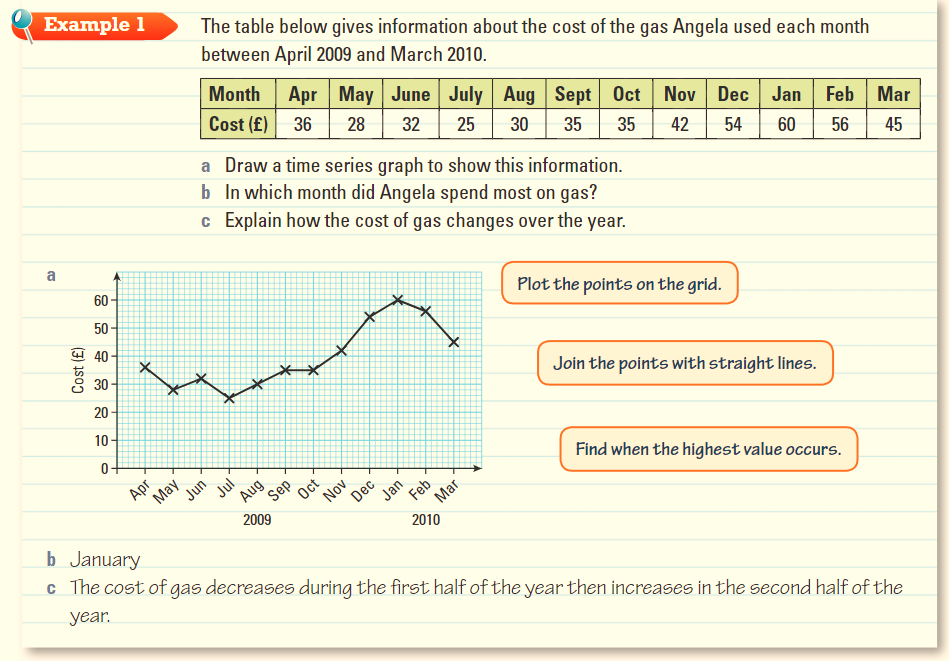 Example 1
The table below gives information about the cost of the gas Angela used each month
between April 2009 and March 2010.
Month Apr May June July Aug Sept Oct Nov Dec Jan Feb Mar
Cost (£) 36 28 32 25 30 35 35 42 54 60 56 45
a Draw a time series graph to show this information.
b In which month did Angela spend most on gas?
c Explain how the cost of gas changes over the year.
a
Plot the points on the grid.
Join the points with straight lines.
Find when the highest value occurs.
Cost (£)
60
50
40
30
20
10
0
Apr May Jun Jul Aug Sep Oct Nov Dec Jan Feb Mar
2009 2010
b January
c The cost of gas decreases during the first half of the year then increases in the second half of the
year.